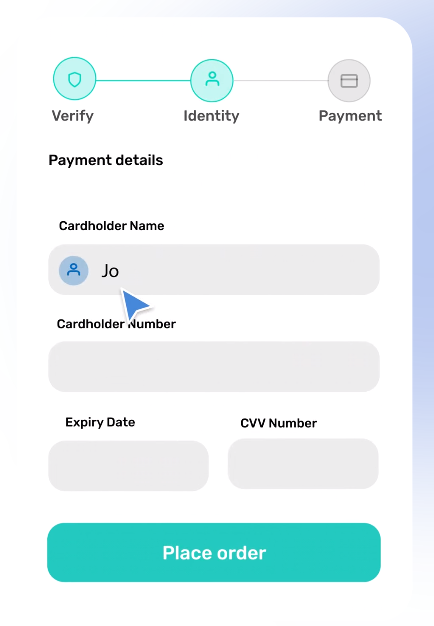 Verify Identity Payment
Payment details
Cardholder Name
Jo
Cardholder Number
Expiry Date CVV Number
Place order